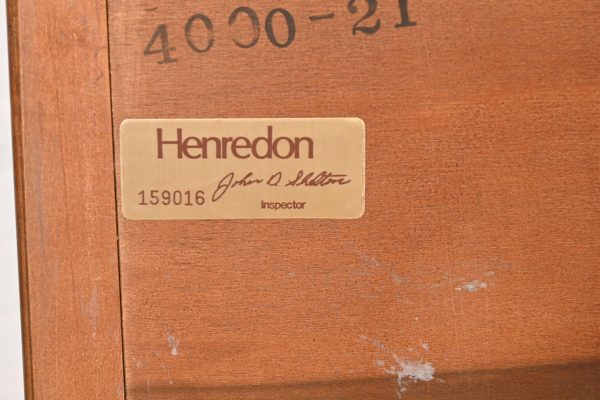 4000-21
Henredon
159016 John D. Shelton
inspector